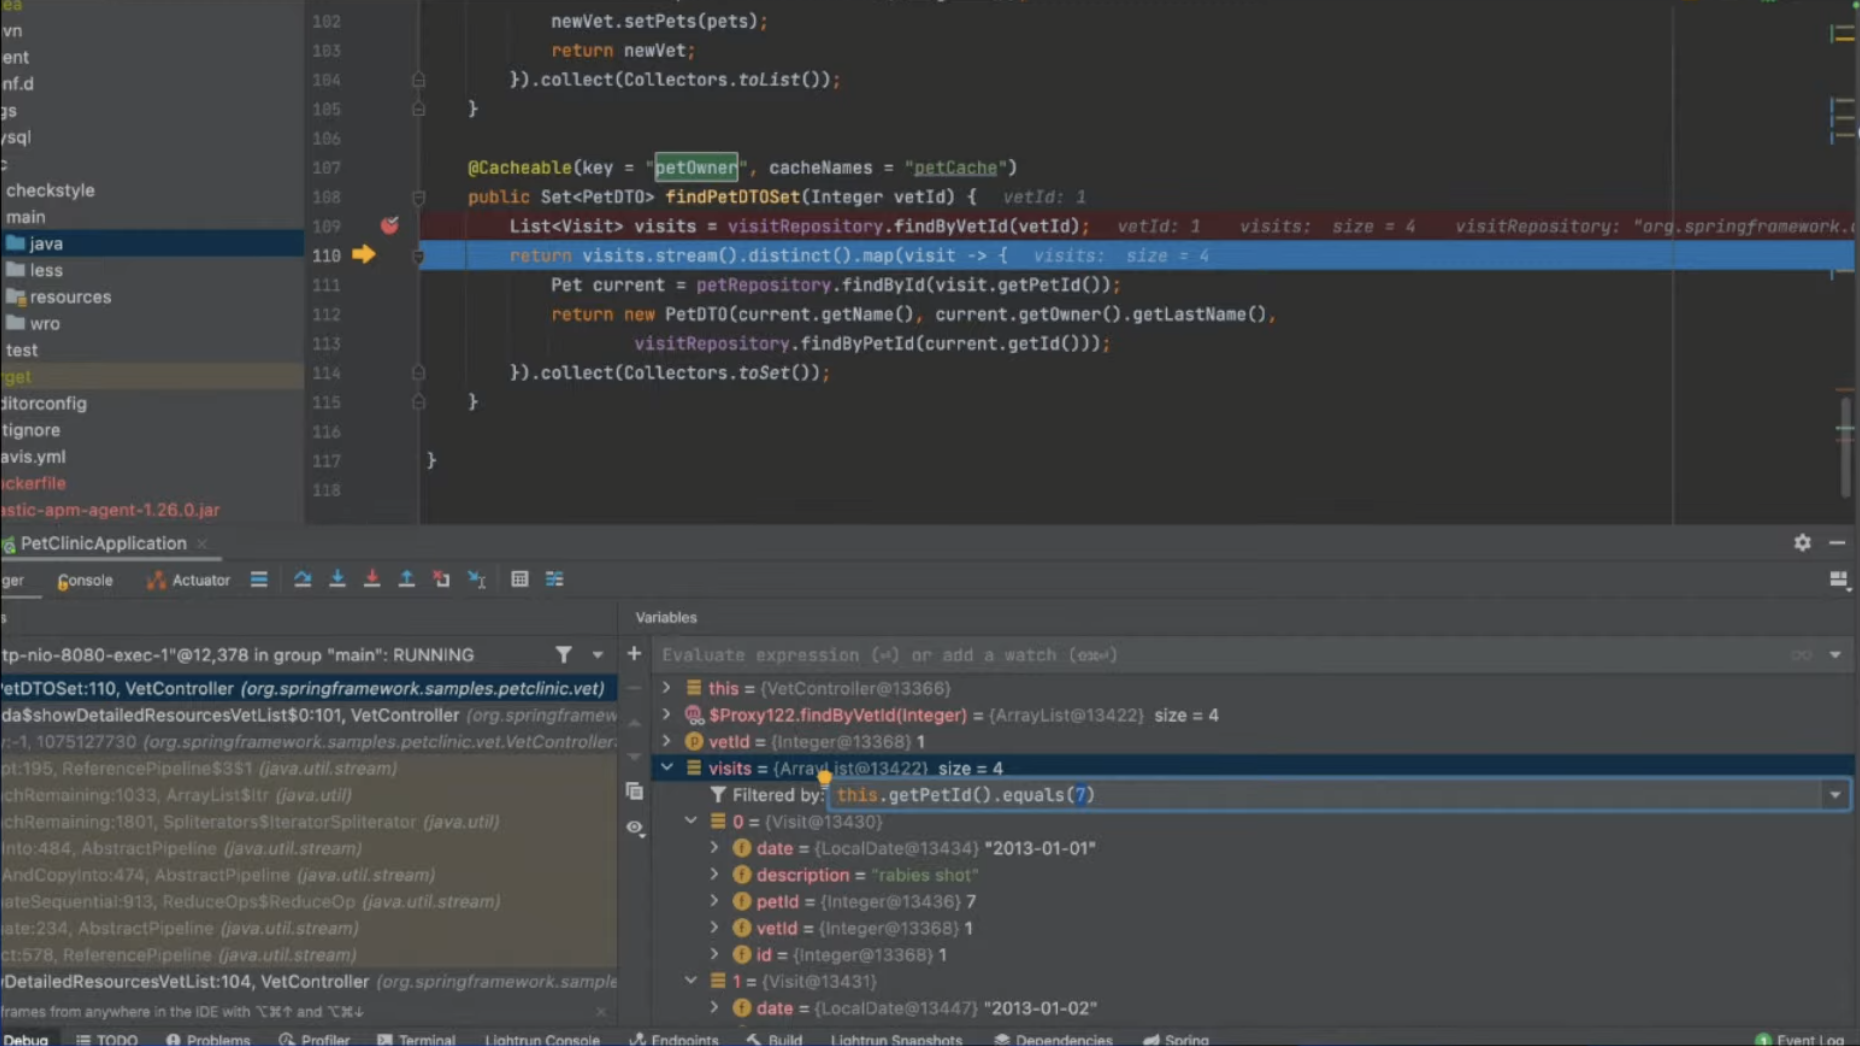 ea
vn
ent
nf.d
gs
ysql
c
checkstyle
main
java
less
resources
wro
test
rget
ditorconfig
tignore
avis.yml
ockerfile
astic-apm-agent-1.26.0.jar
102 newVet.setPets(pets);
103 return newVet;
104 }).collect(Collectors.toList());
105 }
106
107 @Cacheable(key = "petOwner", cacheNames = "petCache")
108 public Set<PetDTO> findPetDTOSet(Integer vetId) { vetId: 1
109 List<Visit> visits = visitRepository.findByVetId(vetId); vetId: 1 visits: size = 4 visitRepository: "org.springframework.
110 return visits.stream().distinct().map(visit -> { visits: size = 4
111 Pet current = petRepository.findById(visit.getPetId());
112 return new PetDTO(current.getName(), current.getOwner().getLastName(),
113 visitRepository.findByPetId(current.getId()));
114 }).collect(Collectors.toSet());
115 }
116
117 }
118
PetClinicApplication
ger Console Actuator
s
tp-nio-8080-exec-1"@12,378 in group "main": RUNNING
PetDTOSet:110, VetController (org.springframework.samples.petclinic.vet)
da$showDetailedResourcesVetList$0:101, VetController (org.springframew
y:-1, 1075127730 (org.springframework.samples.petclinic.vet.VetController
pt:195, ReferencePipeline$3$1 (java.util.stream)
achRemaining:1033, ArrayList$Itr (java.util)
achRemaining:1801, Spliterators$IteratorSpliterator (java.util)
Into:484, AbstractPipeline (java.util.stream)
AndCopyInto:474, AbstractPipeline (java.util.stream)
ateSequential:913, ReduceOps$ReduceOp (java.util.stream)
uate:234, AbstractPipeline (java.util.stream)
ct:578, ReferencePipeline (java.util.stream)
wDetailedResourcesVetList:104, VetController (org.springframework.sample
frames from anywhere in the IDE with ⌥⌘↑ and ⌥⌘↓
Variables
Evaluate expression (⏎) or add a watch (⇧⌘⏎)
this = {VetController@13366}
$Proxy122.findByVetId(Integer) = {ArrayList@13422} size = 4
vetId = {Integer@13368} 1
visits = {ArrayList@13422} size = 4
Filtered by: this.getPetId().equals(7)
0 = {Visit@13430}
date = {LocalDate@13434} "2013-01-01"
description = "rabies shot"
petId = {Integer@13436} 7
vetId = {Integer@13368} 1
id = {Integer@13368} 1
1 = {Visit@13431}
date = {LocalDate@13447} "2013-01-02"
Debug TODO Problems Profiler Terminal Lightrun Console Endpoints Build Lightrun Snapshots Dependencies Spring Event Log